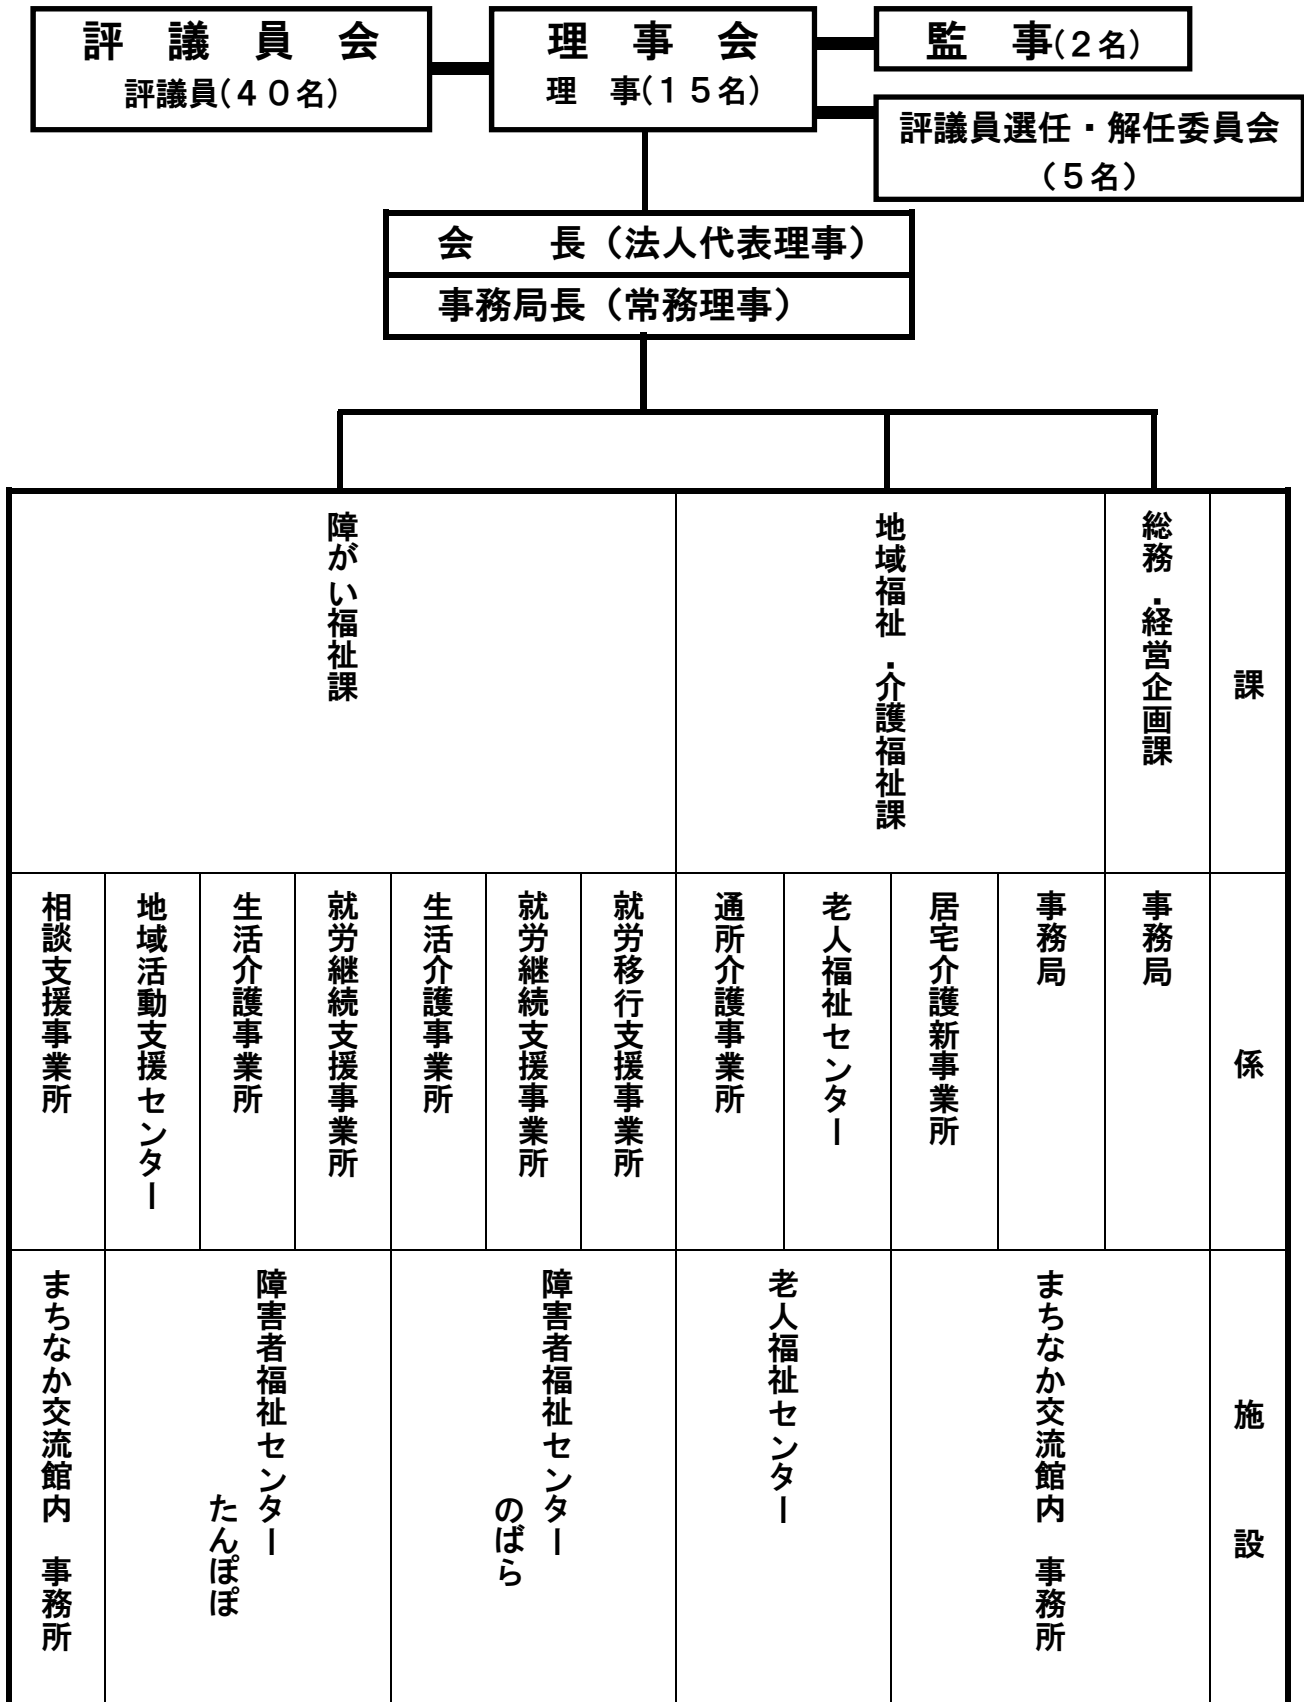 評　議　員　会
評議員(４０名)
理　事　会
理　事(１５名)
監　事(２名)
評議員選任・解任委員会
（５名）
会　　長（法人代表理事）
事務局長（常務理事）
課
総務・経営企画課
地域福祉・介護福祉課
障がい福祉課
係
事務局
事務局
居宅介護新事業所
老人福祉センター
通所介護事業所
就労移行支援事業所
就労継続支援事業所
生活介護事業所
就労継続支援事業所
生活介護事業所
地域活動支援センター
相談支援事業所
施　設
まちなか交流館内　事務所
老人福祉センター
障害者福祉センター
のばら
障害者福祉センター
たんぽぽ
まちなか交流館内　事務所